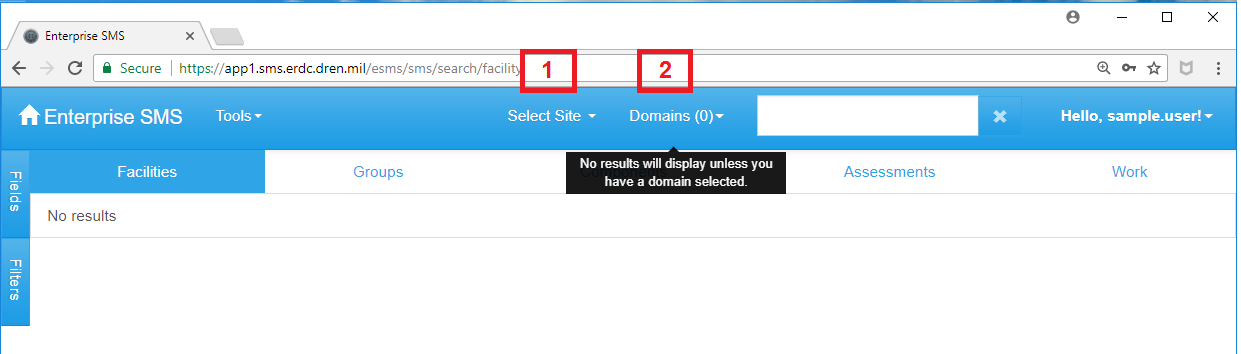 Enterprise SMS
Secure https://app1.sms.erdc.dren.mil/esms/sms/search/facility
1 2
Enterprise SMS Tools Select Site Domains (0) Hello, sample.user!
No results will display unless you
have a domain selected.
Fields
Facilities Groups Assessments Work
No results
Filters